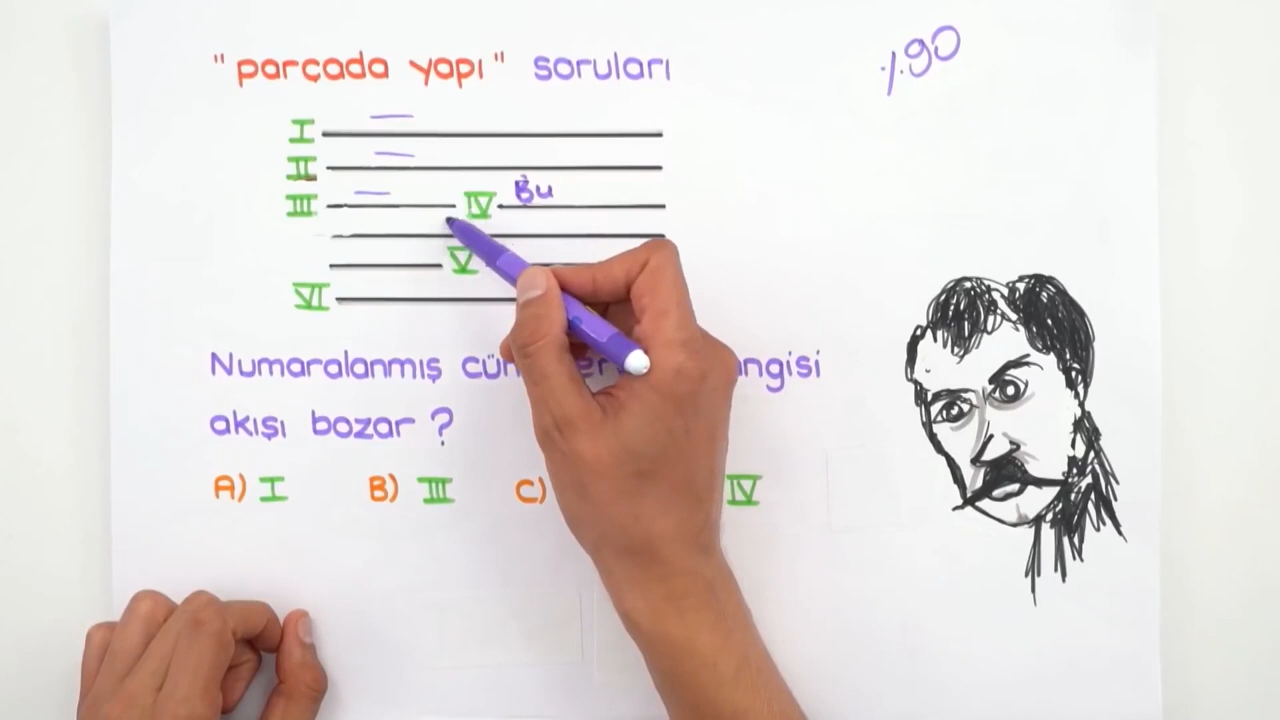 "parçada yapı" soruları
٪90
I
II
III IV Bu
V
VI
Numaralanmış
akışı bozar ?
A) I B) III C) IV